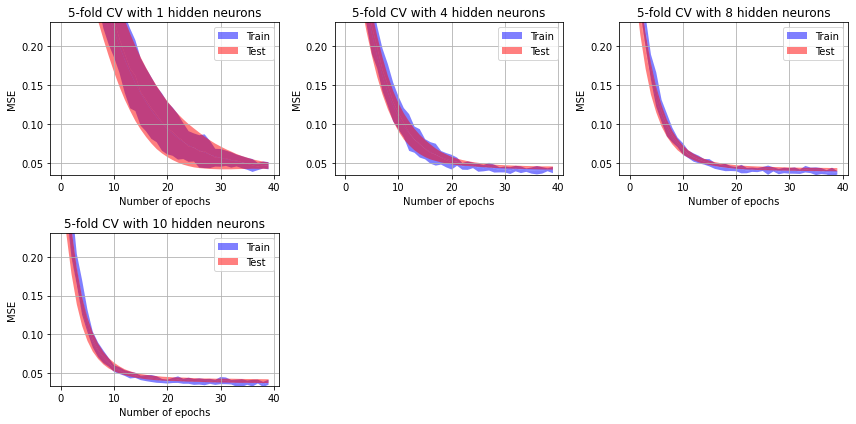 5-fold CV with 1 hidden neurons
MSE
0.20
0.15
0.10
0.05
0 10 20 30 40
Number of epochs
Train
Test
5-fold CV with 4 hidden neurons
MSE
0.20
0.15
0.10
0.05
0 10 20 30 40
Number of epochs
Train
Test
5-fold CV with 8 hidden neurons
MSE
0.20
0.15
0.10
0.05
0 10 20 30 40
Number of epochs
Train
Test
5-fold CV with 10 hidden neurons
MSE
0.20
0.15
0.10
0.05
0 10 20 30 40
Number of epochs
Train
Test